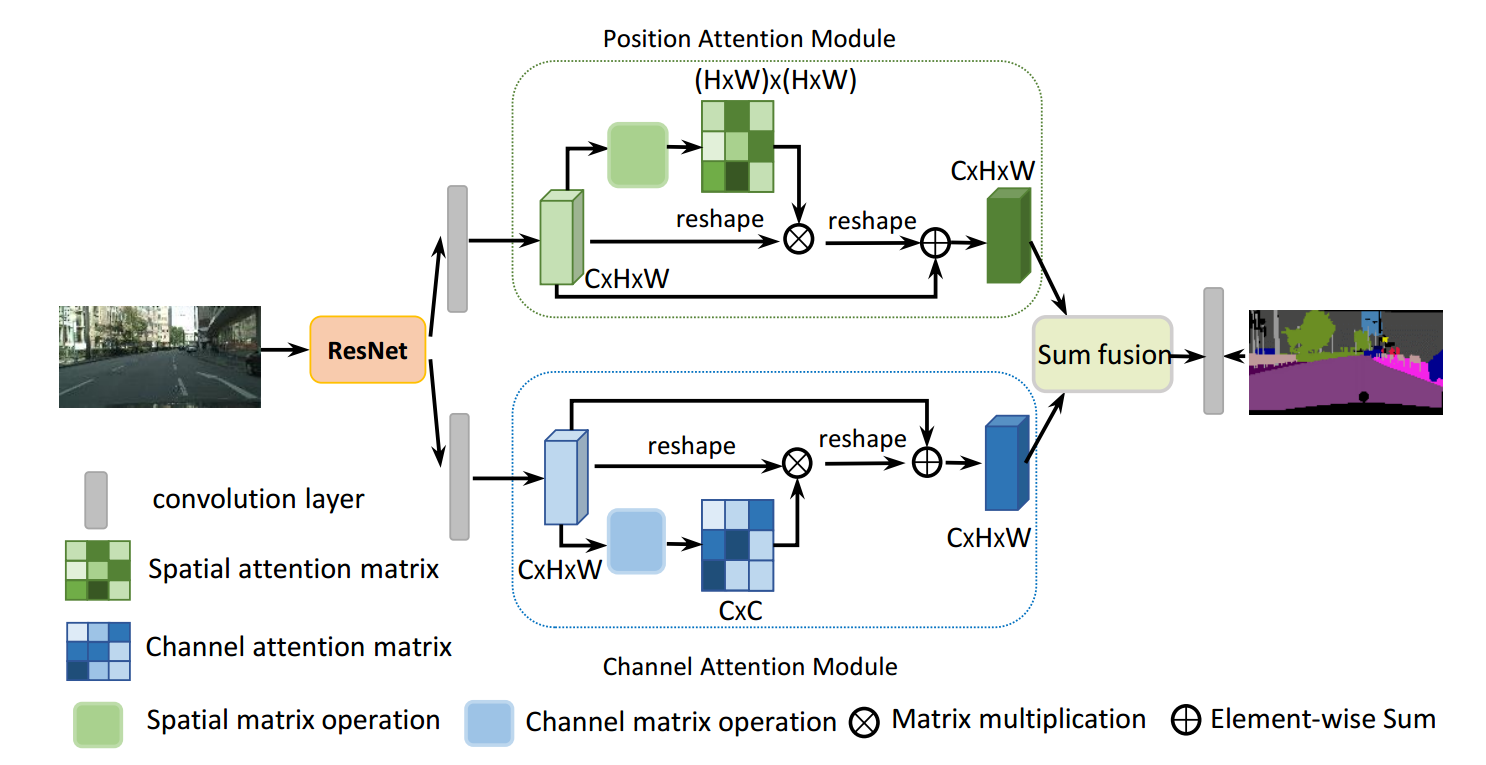 Position Attention Module
(HxW)x(HxW)
CxHxW
reshape
reshape
CxHxW
ResNet
Sum fusion
reshape
reshape
convolution layer
CxHxW
CxHxW
Spatial attention matrix
CxC
Channel attention matrix
Channel Attention Module
Spatial matrix operation
Channel matrix operation
Matrix multiplication
Element-wise Sum